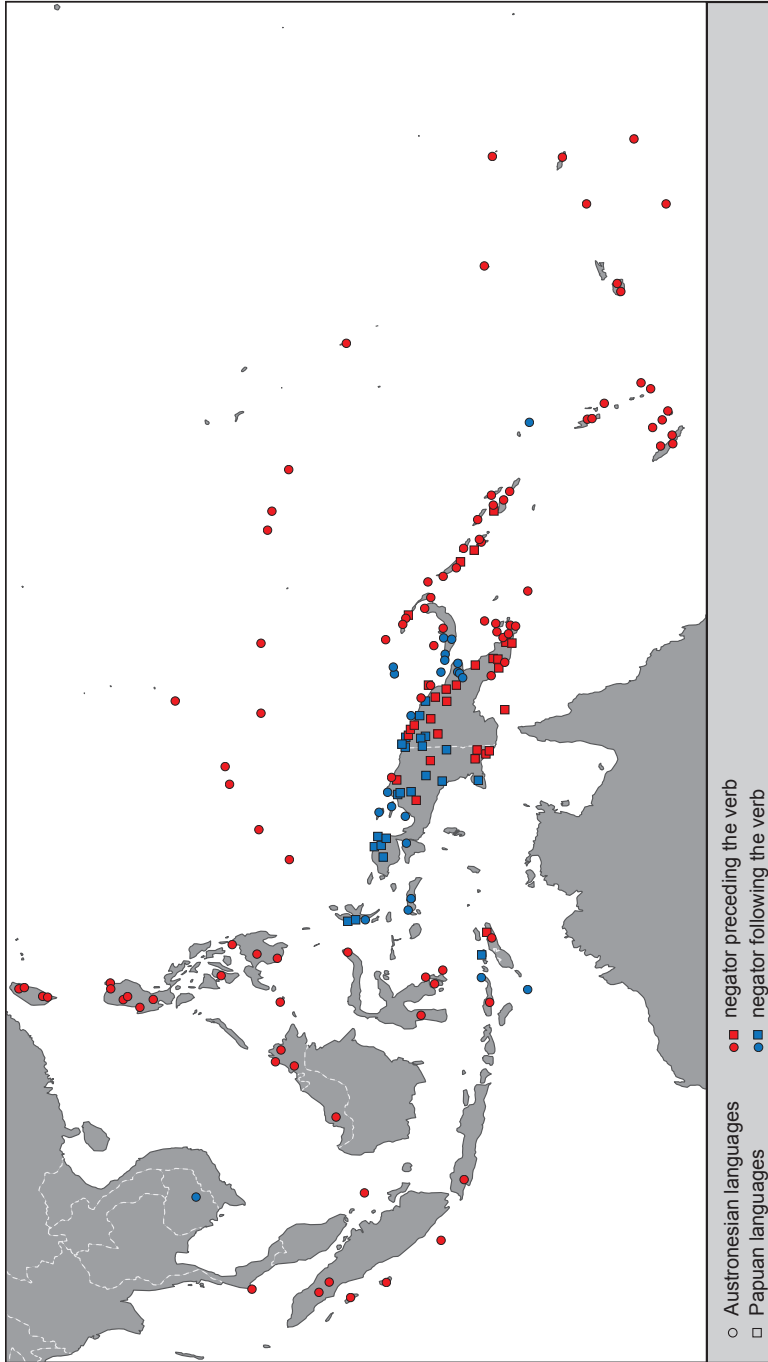 Austronesian languages
Papuan languages
negator preceding the verb
negator following the verb